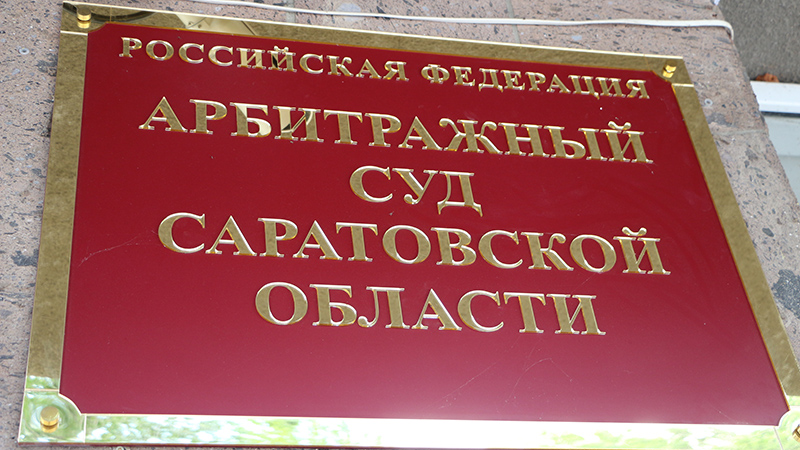 РОССИЙСКАЯ ФЕДЕРАЦИЯ
АРБИТРАЖНЫЙ
СУД
САРАТОВСКОЙ
ОБЛАСТИ